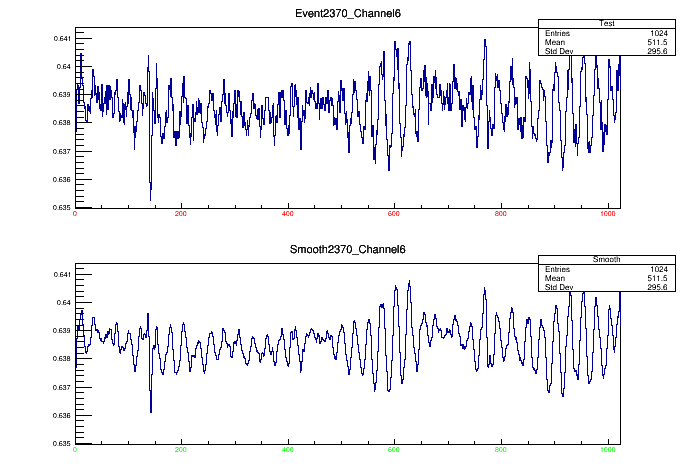 Event2370_Channel6
Test
Entries 1024
Mean 511.5
Std Dev 295.6
0.641
0.64
0.639
0.638
0.637
0.636
0.635
0 200 400 600 800 1000
Smooth2370_Channel6
Smooth
Entries 1024
Mean 511.5
Std Dev 295.6
0.641
0.64
0.639
0.638
0.637
0.636
0.635
0 200 400 600 800 1000